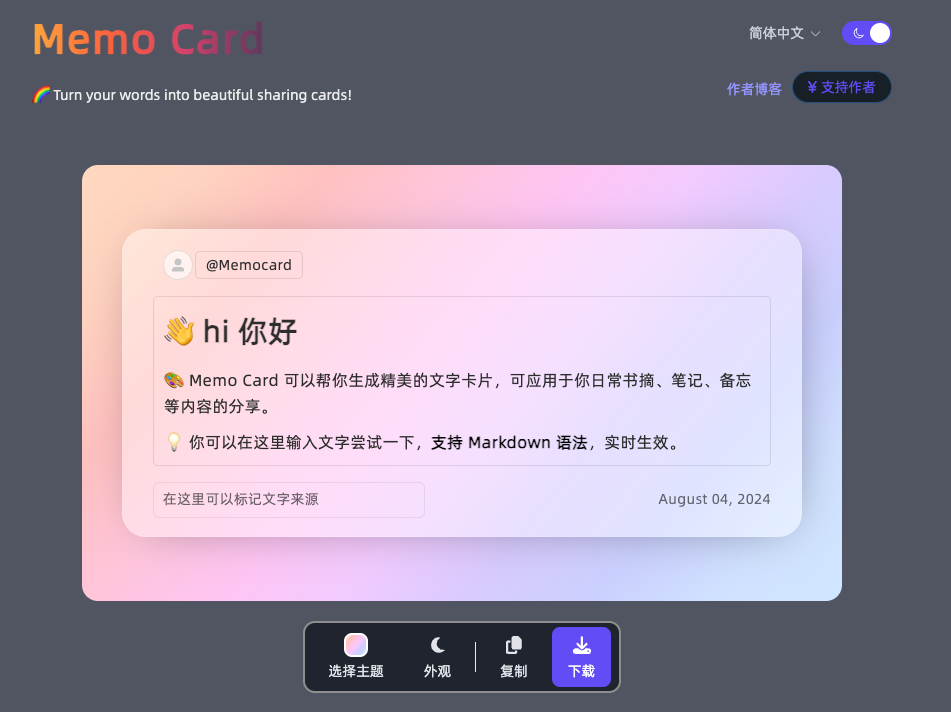 Memo Card
简体中文
🌈Turn your words into beautiful sharing cards!
作者博客
¥ 支持作者
@Memocard
👋 hi 你好
🎨 Memo Card 可以帮你生成精美的文字卡片，可应用于你日常书摘、笔记、备忘
等内容的分享。
💡 你可以在这里输入文字尝试一下，支持 Markdown 语法，实时生效。
在这里可以标记文字来源
August 04, 2024
选择主题
外观
复制
下载